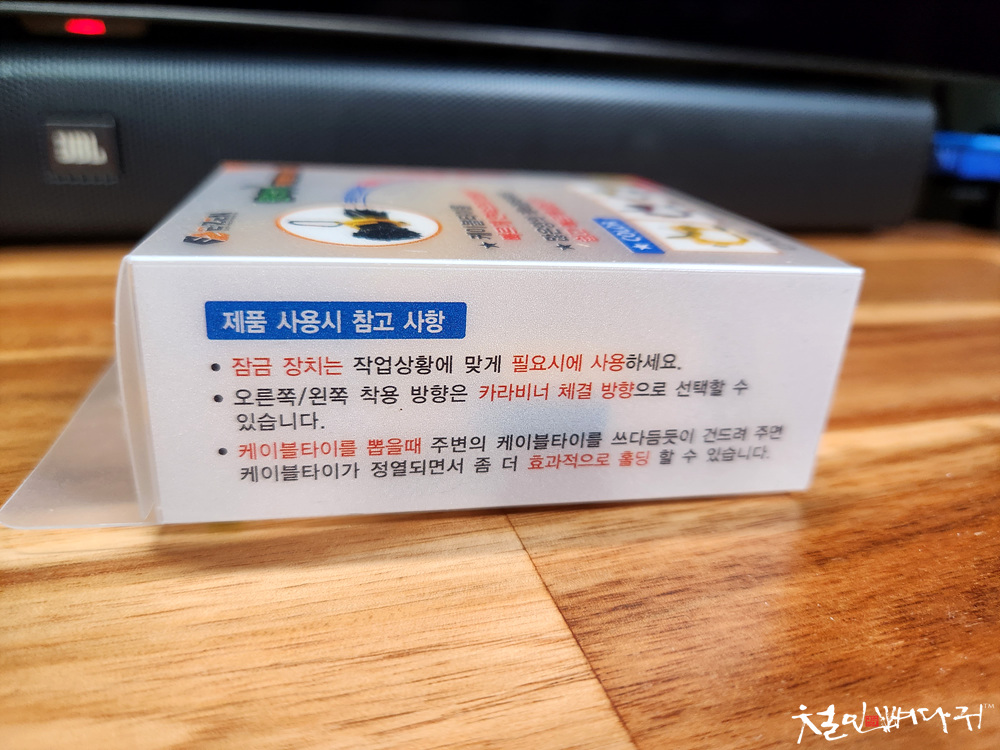 JBL
★ COLOR
제품 사용시 참고 사항
• 잠금 장치는 작업상황에 맞게 필요시에 사용하세요.
• 오른쪽/왼쪽 착용 방향은 카라비너 체결 방향으로 선택할 수
있습니다.
• 케이블타이를 뽑을때 주변의 케이블타이를 쓰다듬듯이 건드려 주면
케이블타이가 정열되면서 좀 더 효과적으로 홀딩 할 수 있습니다.